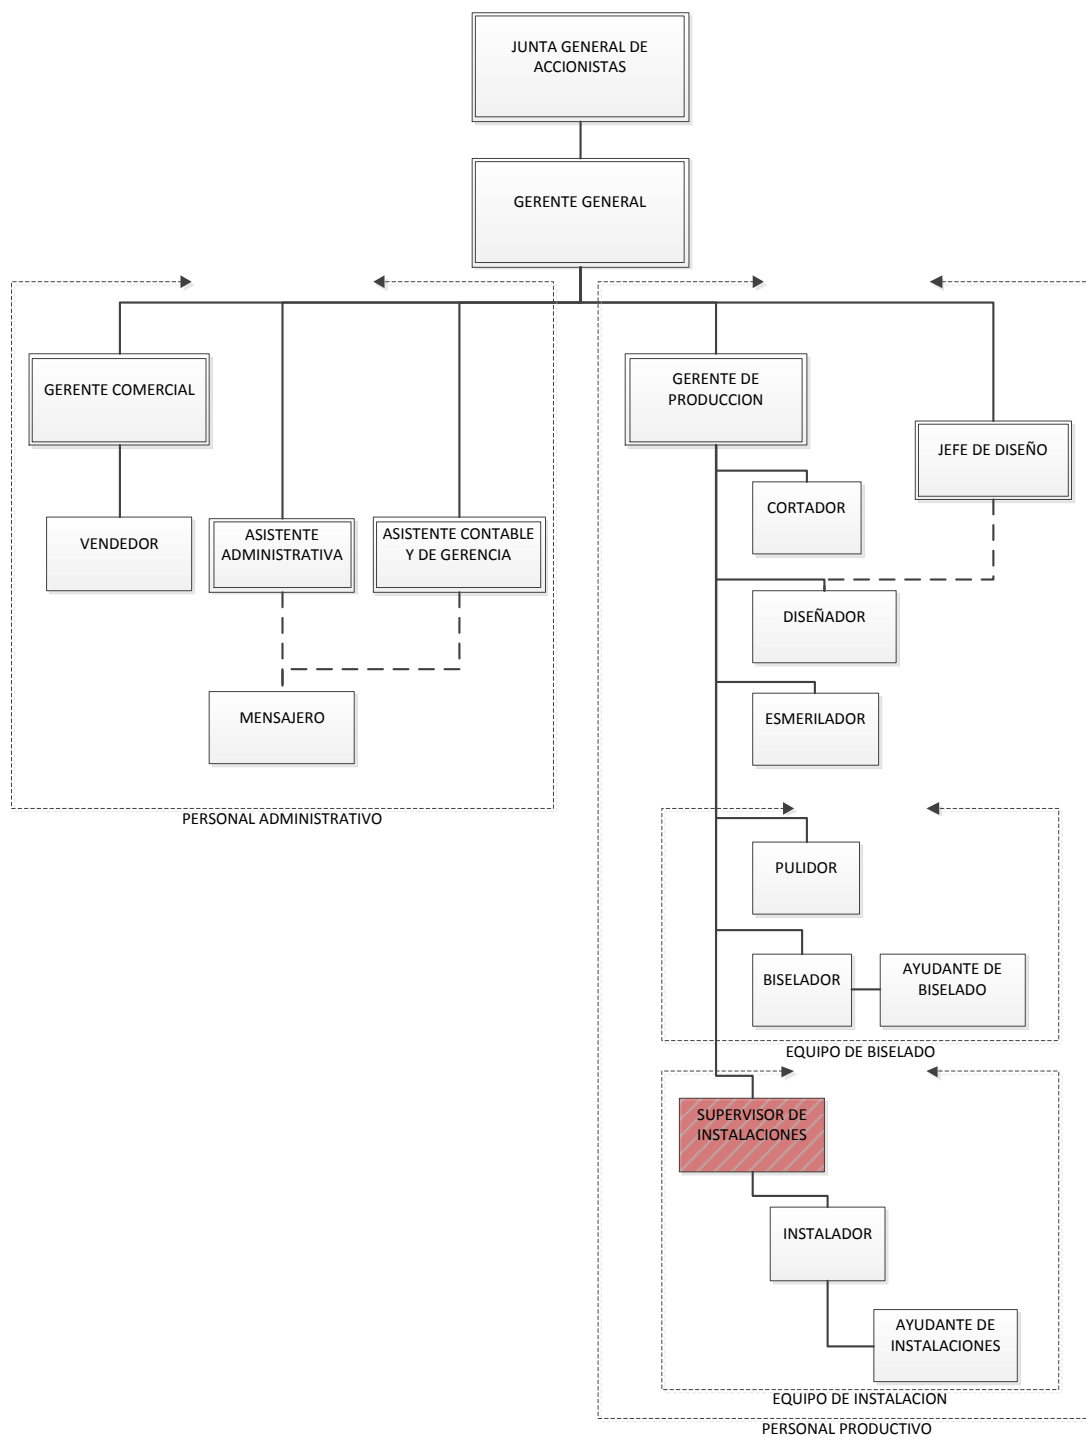 JUNTA GENERAL DE
ACCIONISTAS
GERENTE GENERAL
GERENTE COMERCIAL
GERENTE DE
PRODUCCION
JEFE DE DISEÑO
CORTADOR
VENDEDOR
ASISTENTE
ADMINISTRATIVA
ASISTENTE CONTABLE
Y DE GERENCIA
DISEÑADOR
MENSAJERO
ESMERILADOR
PERSONAL ADMINISTRATIVO
PULIDOR
BISELADOR
AYUDANTE DE
BISELADO
EQUIPO DE BISELADO
SUPERVISOR DE
INSTALACIONES
INSTALADOR
AYUDANTE DE
INSTALACIONES
EQUIPO DE INSTALACION
PERSONAL PRODUCTIVO